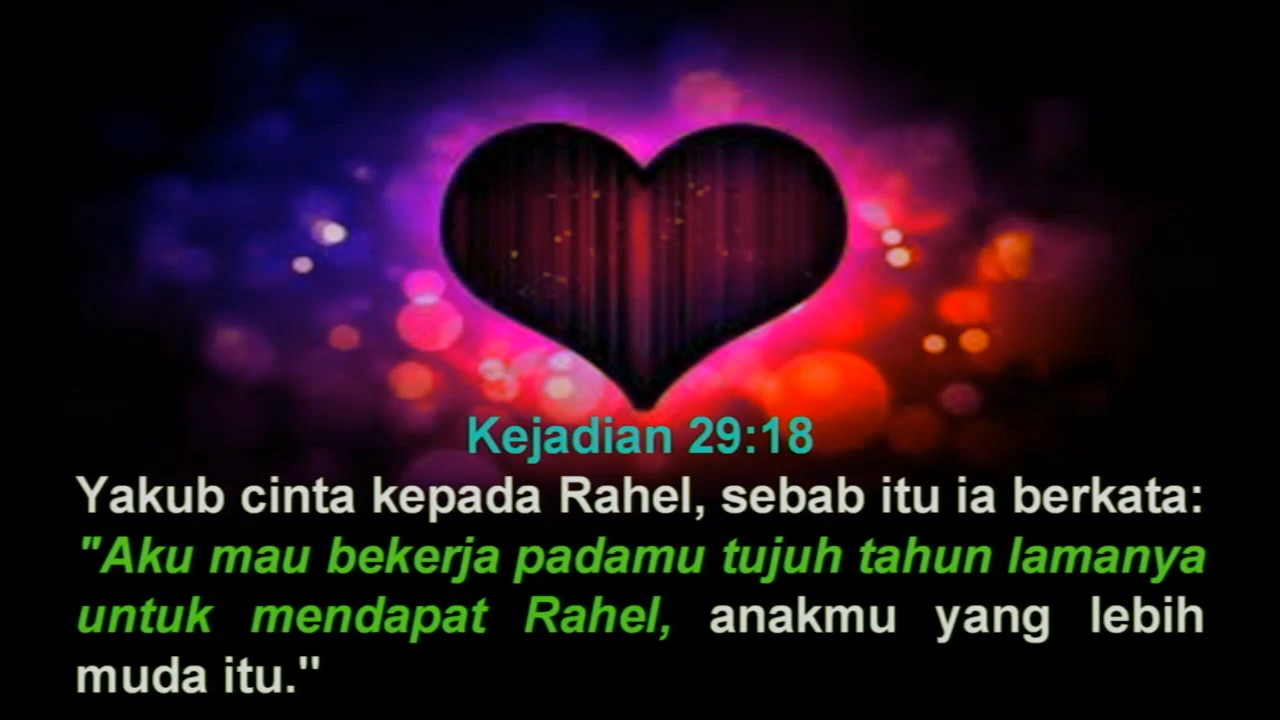 Kejadian 29:18
Yakub cinta kepada Rahel, sebab itu ia berkata:
"Aku mau bekerja padamu tujuh tahun lamanya
untuk mendapat Rahel, anakmu yang lebih
muda itu."